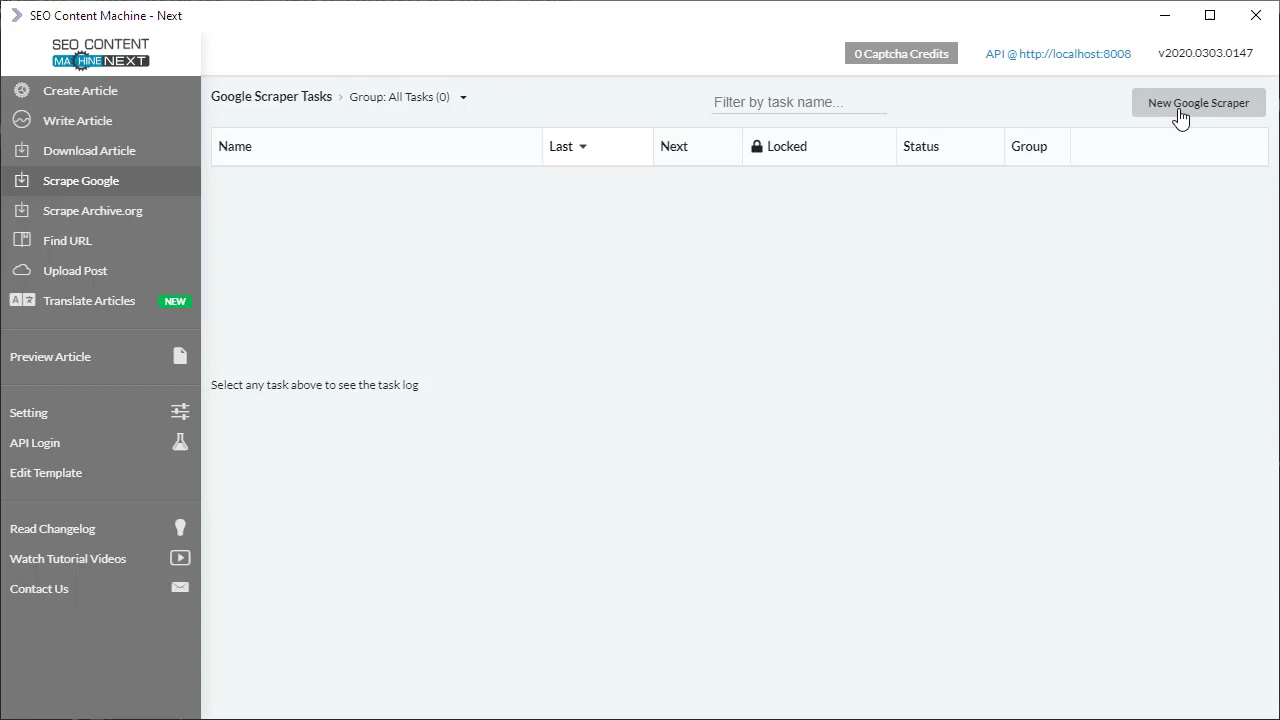 SEO Content Machine - Next
SEO CONTENT
MACHINE NEXT
0 Captcha Credits
API @ http://localhost:8008
v2020.0303.0147
Create Article
Write Article
Download Article
Scrape Google
Scrape Archive.org
Find URL
Upload Post
Translate Articles NEW
Preview Article
Setting
API Login
Edit Template
Read Changelog
Watch Tutorial Videos
Contact Us
Google Scraper Tasks › Group: All Tasks (0)
Filter by task name...
New Google Scraper
Name Last Next Locked Status Group
Select any task above to see the task log